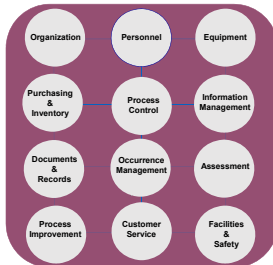 Organization
Personnel
Equipment
Purchasing
&
Inventory
Process
Control
Information
Management
Documents
&
Records
Occurrence
Management
Assessment
Process
Improvement
Customer
Service
Facilities
&
Safety